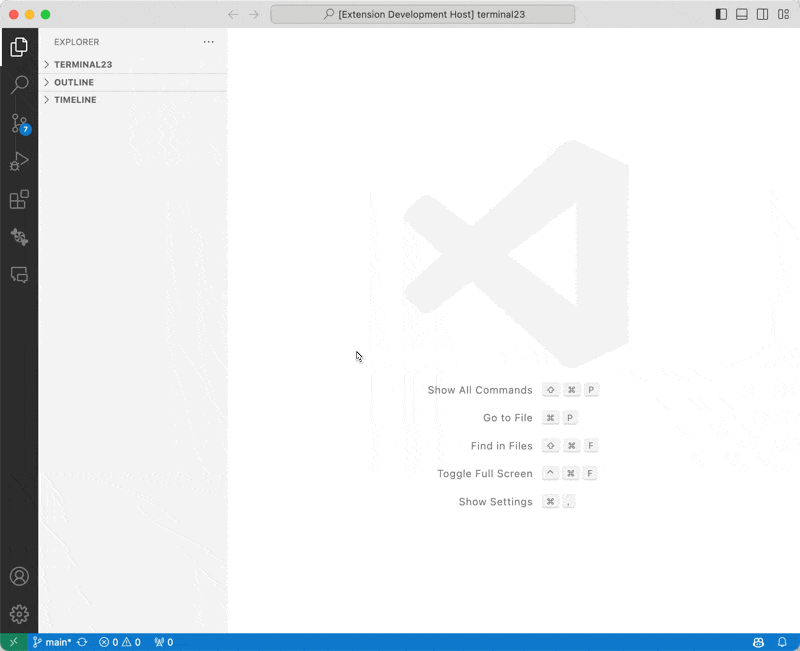 [Extension Development Host] terminal23
EXPLORER
TERMINAL23
OUTLINE
TIMELINE
7
Show All Commands ⇧ ⌘ P
Go to File ⌘ P
Find in Files ⇧ ⌘ F
Toggle Full Screen ^ ⌘ F
Show Settings ⌘ ,
main* 0 0 0